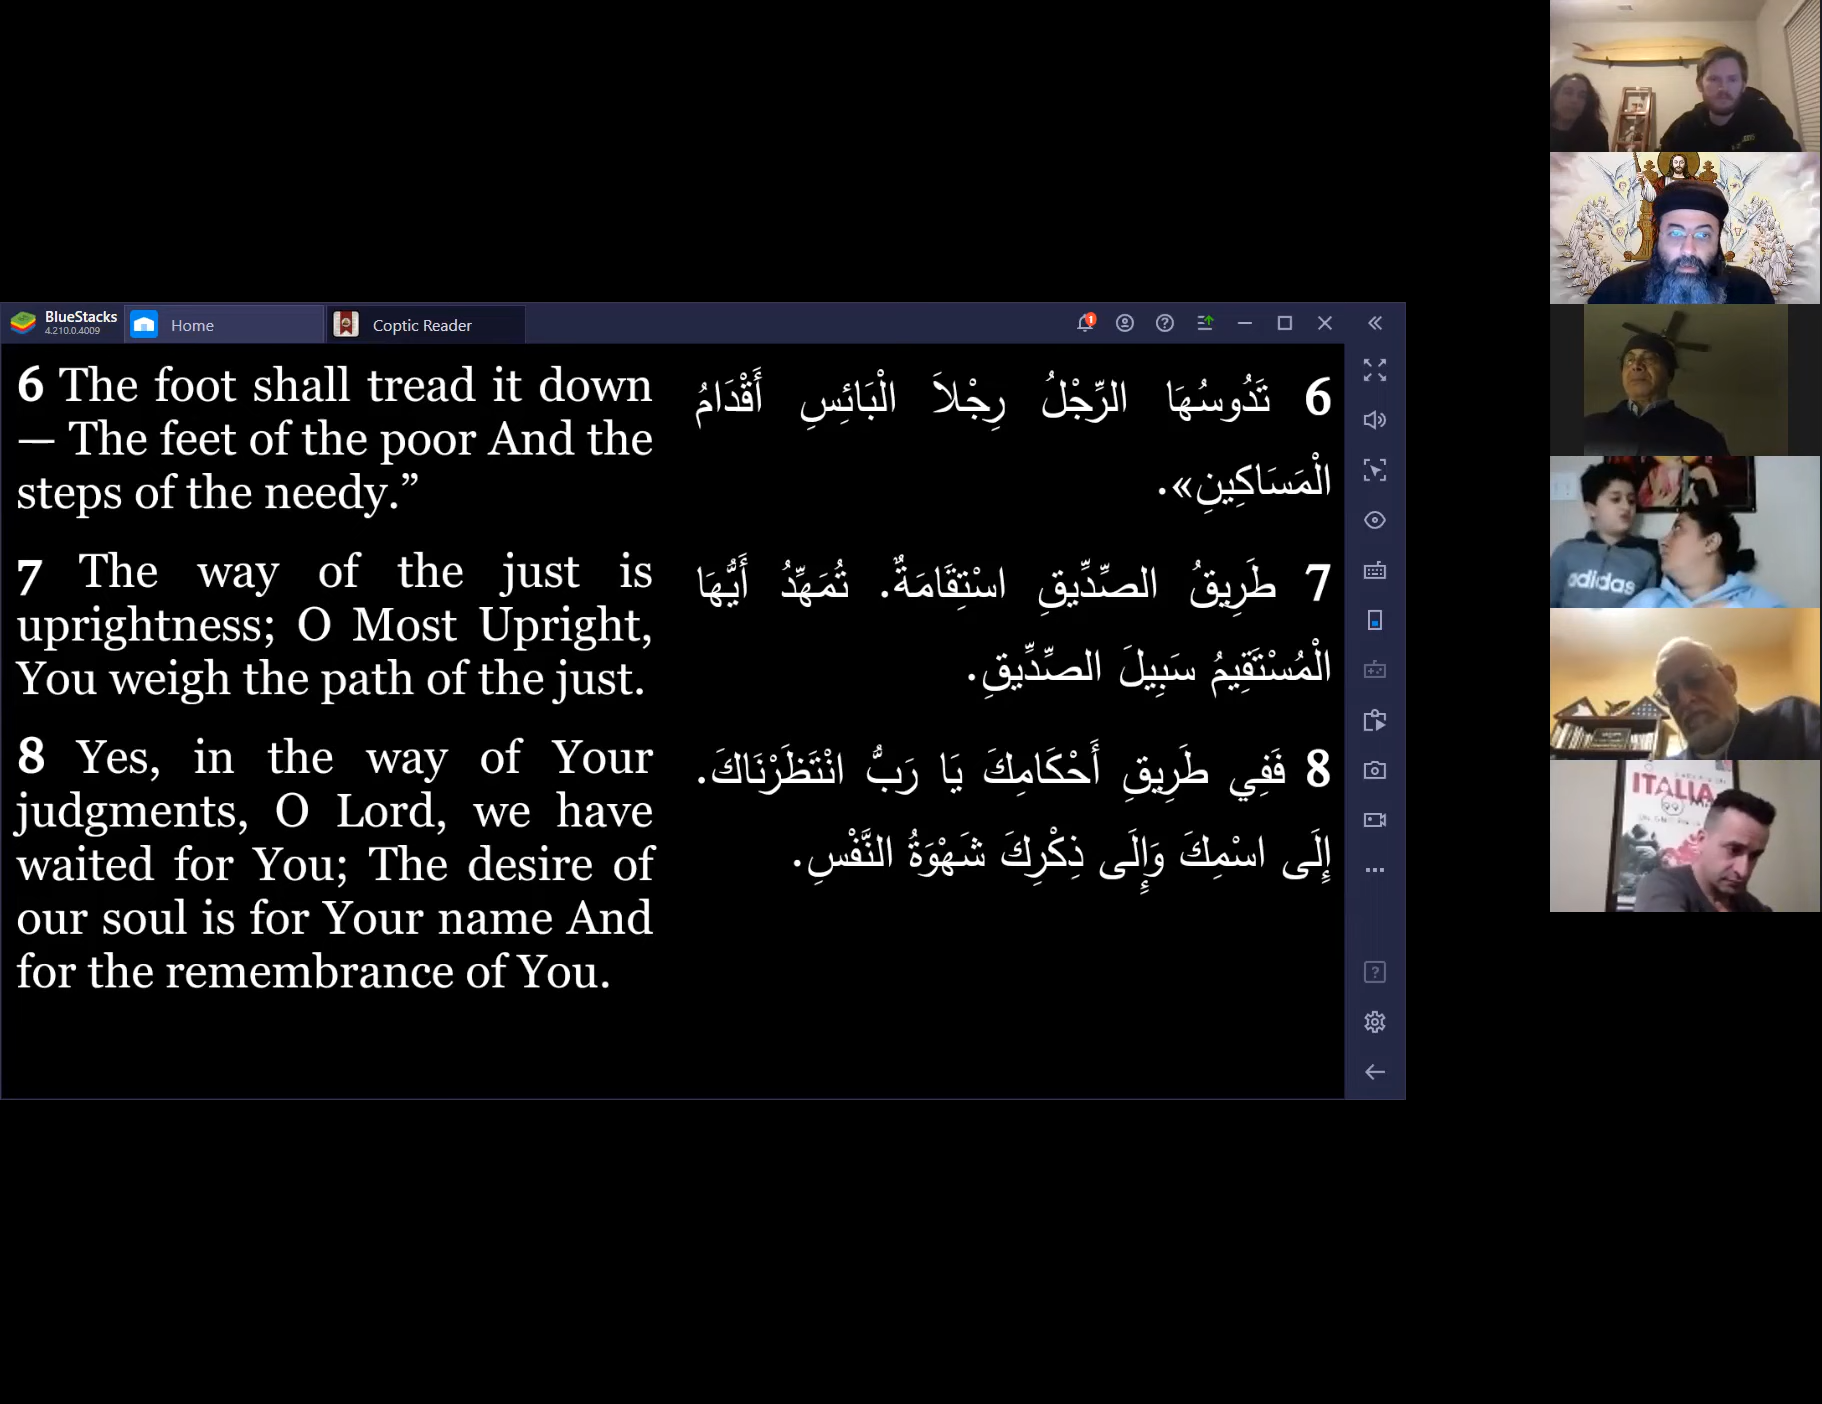 BlueStacks
4.210.0.4009
Home
Coptic Reader
1
6 The foot shall tread it down
— The feet of the poor And the
steps of the needy.”
7 The way of the just is
uprightness; O Most Upright,
You weigh the path of the just.
8 Yes, in the way of Your
judgments, O Lord, we have
waited for You; The desire of
our soul is for Your name And
for the remembrance of You.
6 تَدُوسُهَا الرِّجْلُ رِجْلاَ الْبَائِسِ أَقْدَامُ
الْمَسَاكِينِ».
7 طَرِيقُ الصِّدِّيقِ اسْتِقَامَةٌ. تُمَهِّدُ أَيُّهَا
الْمُسْتَقِيمُ سَبِيلَ الصِّدِّيقِ.
8 فَفِي طَرِيقِ أَحْكَامِكَ يَا رَبُّ انْتَظَرْنَاكَ.
إِلَى اسْمِكَ وَإِلَى ذِكْرِكَ شَهْوَةُ النَّفْسِ.
adidas
ITALIA